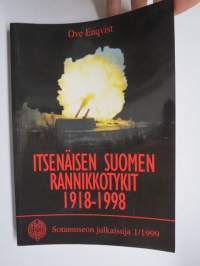 Ove Enqvist
ITSENÄISEN SUOMEN
RANNIKKOTYKIT
1918-1998
Sotamuseon julkaisuja 1/1999